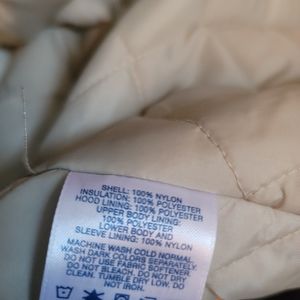 SHELL: 100% NYLON
INSULATION: 100% POLYESTER
HOOD LINING: 100% POLYESTER
UPPER BODY LINING:
100% POLYESTER
LOWER BODY AND
SLEEVE LINING: 100% NYLON
MACHINE WASH COLD NORMAL.
WASH DARK COLORS SEPARATELY.
DO NOT USE FABRIC SOFTENER.
DO NOT BLEACH. DO NOT DRY
CLEAN. TUMBLE DRY LOW. DO
NOT IRON.